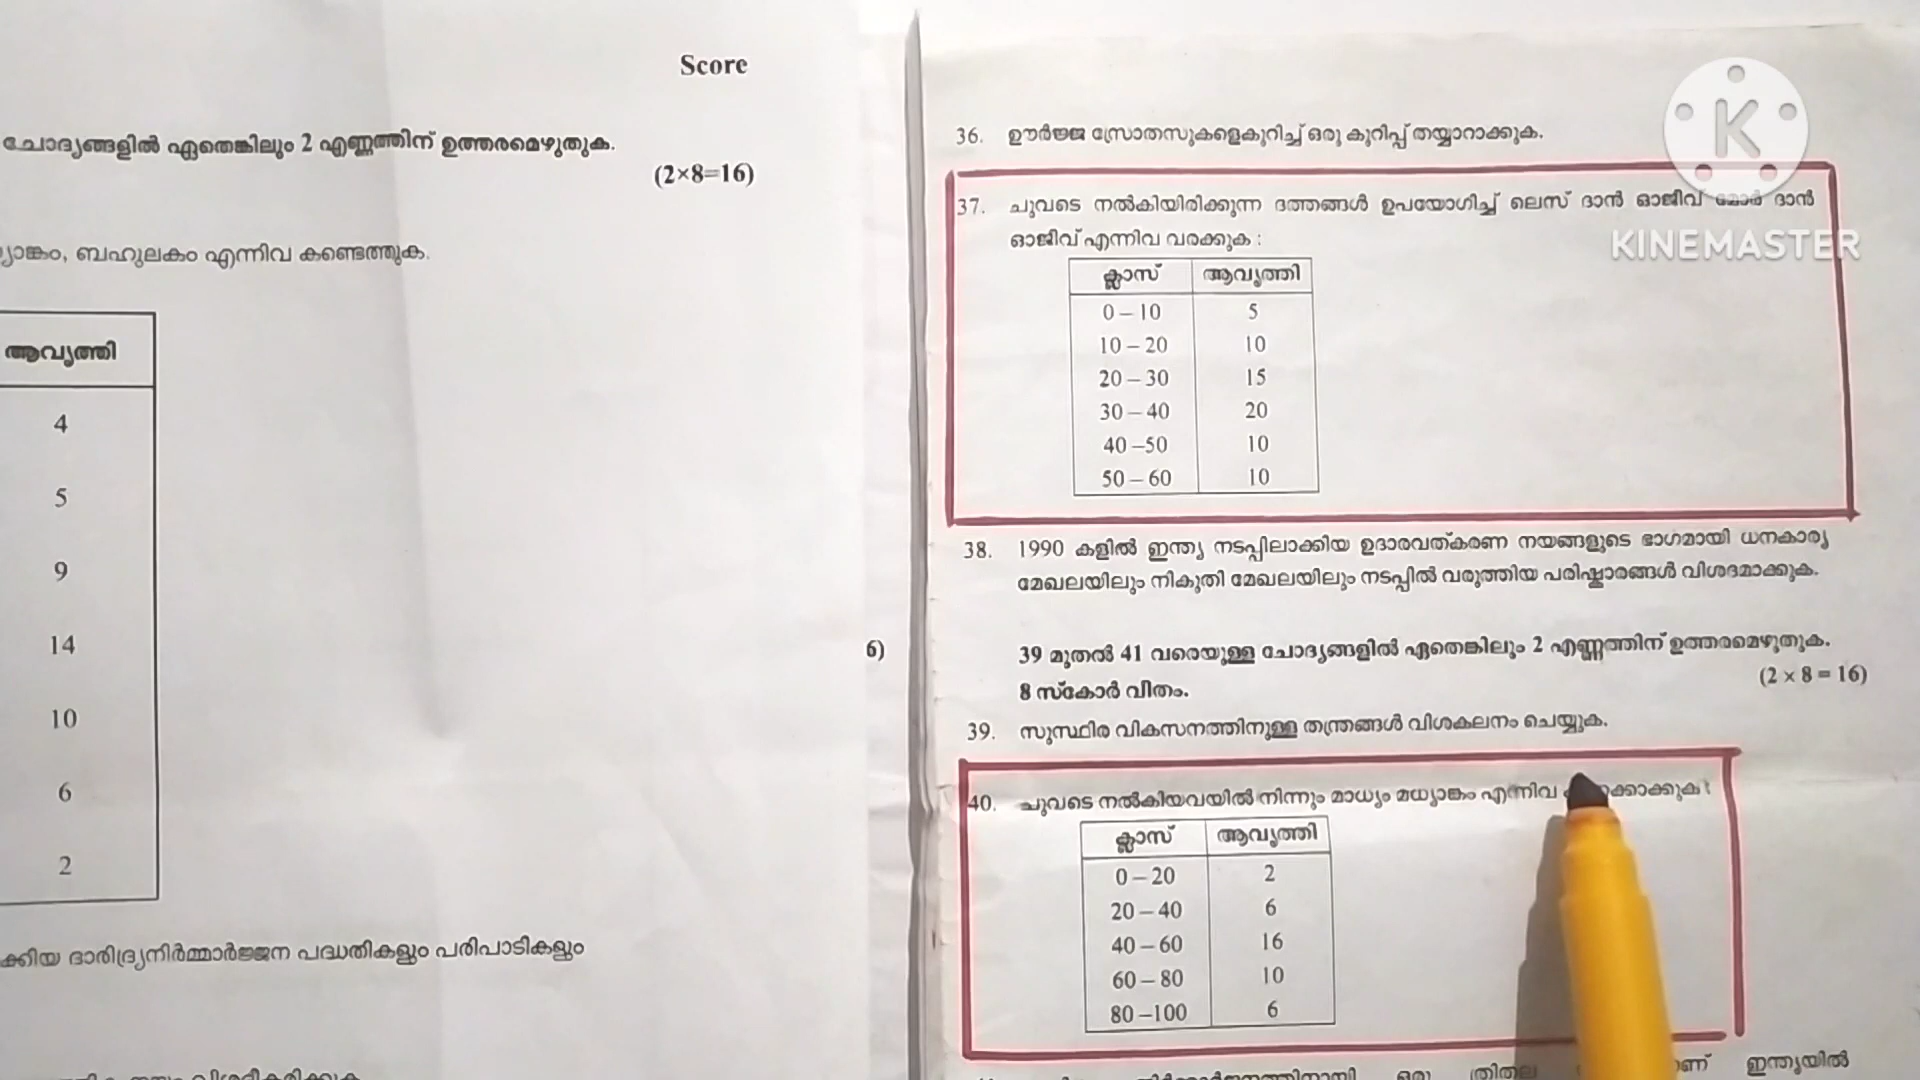 Score
ചോദ്യങ്ങളിൽ ഏതെങ്കിലും 2 എണ്ണത്തിന് ഉത്തരമെഴുതുക.
(2×8=16)
ബഹുലകം എന്നിവ കണ്ടെത്തുക.
ആവൃത്തി
4
5
9
14
10
6
2
ക്കിയ ദാരിദ്ര്യനിർമ്മാർജ്ജന പദ്ധതികളും പരിപാടികളും
6)
36. ഊർജ്ജ സ്രോതസുകളെകുറിച്ച് ഒരു കുറിപ്പ് തയ്യാറാക്കുക.
37. ചുവടെ നൽകിയിരിക്കുന്ന ദത്തങ്ങൾ ഉപയോഗിച്ച് ലെസ് ദാൻ ഓജീവ് മോർ ദാൻ
ഓജീവ് എന്നിവ വരക്കുക :
ക്ലാസ് ആവൃത്തി
0 – 10 5
10 – 20 10
20 – 30 15
30 – 40 20
40 –50 10
50 – 60 10
38. 1990 കളിൽ ഇന്ത്യ നടപ്പിലാക്കിയ ഉദാരവത്കരണ നയങ്ങളുടെ ഭാഗമായി ധനകാര്യ
മേഖലയിലും നികുതി മേഖലയിലും നടപ്പിൽ വരുത്തിയ പരിഷ്കാരങ്ങൾ വിശദമാക്കുക.
39 മുതൽ 41 വരെയുള്ള ചോദ്യങ്ങളിൽ ഏതെങ്കിലും 2 എണ്ണത്തിന് ഉത്തരമെഴുതുക.
8 സ്കോർ വീതം.
(2 × 8 = 16)
39. സുസ്ഥിര വികസനത്തിനുള്ള തന്ത്രങ്ങൾ വിശകലനം ചെയ്യുക.
40. ചുവടെ നൽകിയവയിൽ നിന്നും മാധ്യം മധ്യാങ്കം എന്നിവ
ക്ലാസ് ആവൃത്തി
0 – 20 2
20 – 40 6
40 – 60 16
60 – 80 10
80 –100 6
ഒരു ത്രിതല ഇന്ത്യയിൽ
K
KINEMASTER